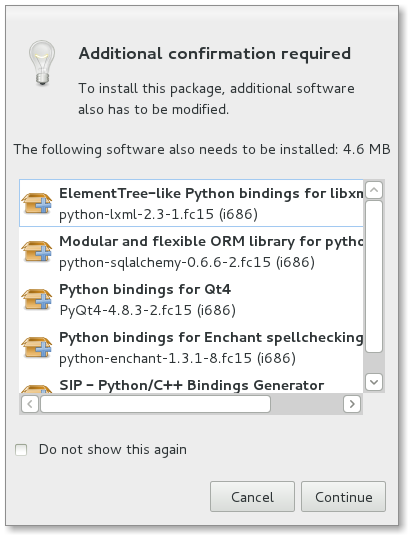 Additional confirmation required
To install this package, additional software
also has to be modified.
The following software also needs to be installed: 4.6 MB
ElementTree-like Python bindings for libxm
python-lxml-2.3-1.fc15 (i686)
Modular and flexible ORM library for pytho
python-sqlalchemy-0.6.6-2.fc15 (i686)
Python bindings for Qt4
PyQt4-4.8.3-2.fc15 (i686)
Python bindings for Enchant spellchecking
python-enchant-1.3.1-8.fc15 (i686)
SIP - Python/C++ Bindings Generator
Do not show this again
Cancel
Continue